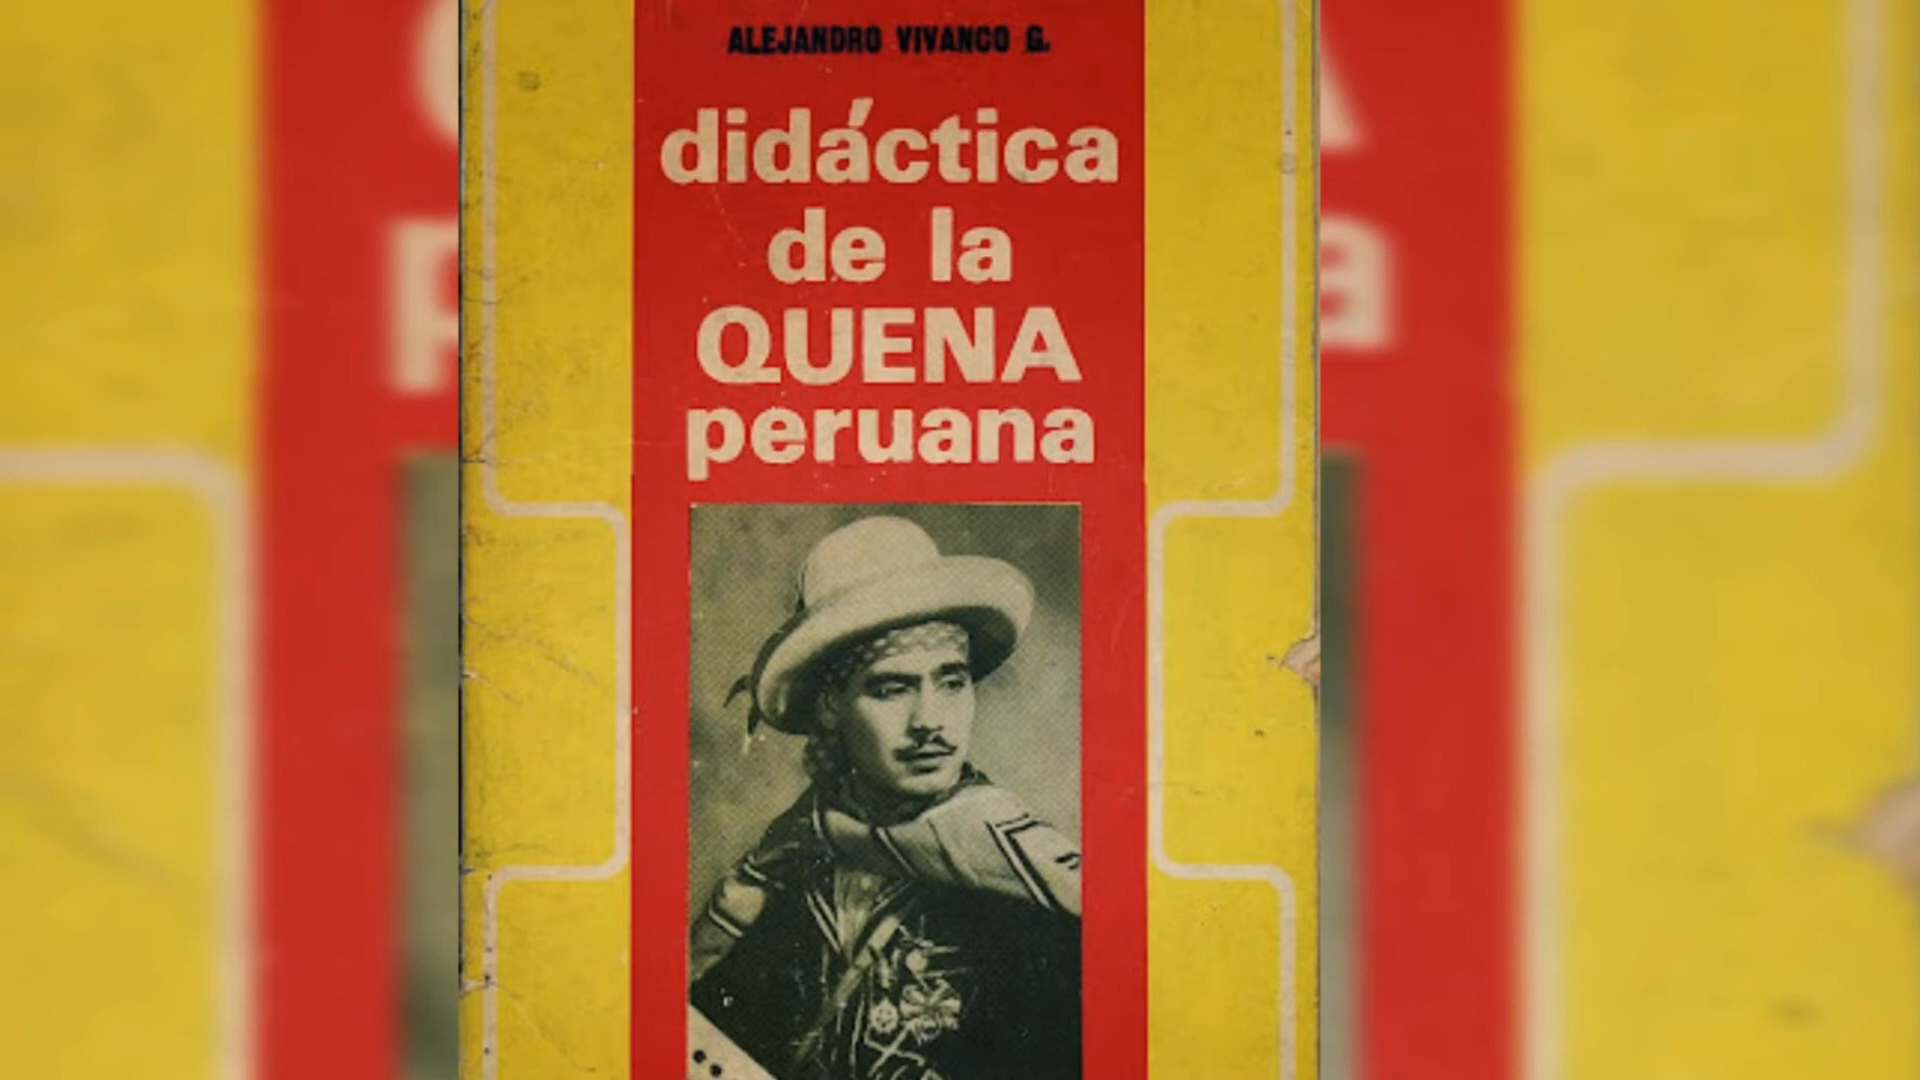 ALEJANDRO VIVANCO G.
didáctica
de la
QUENA
peruana